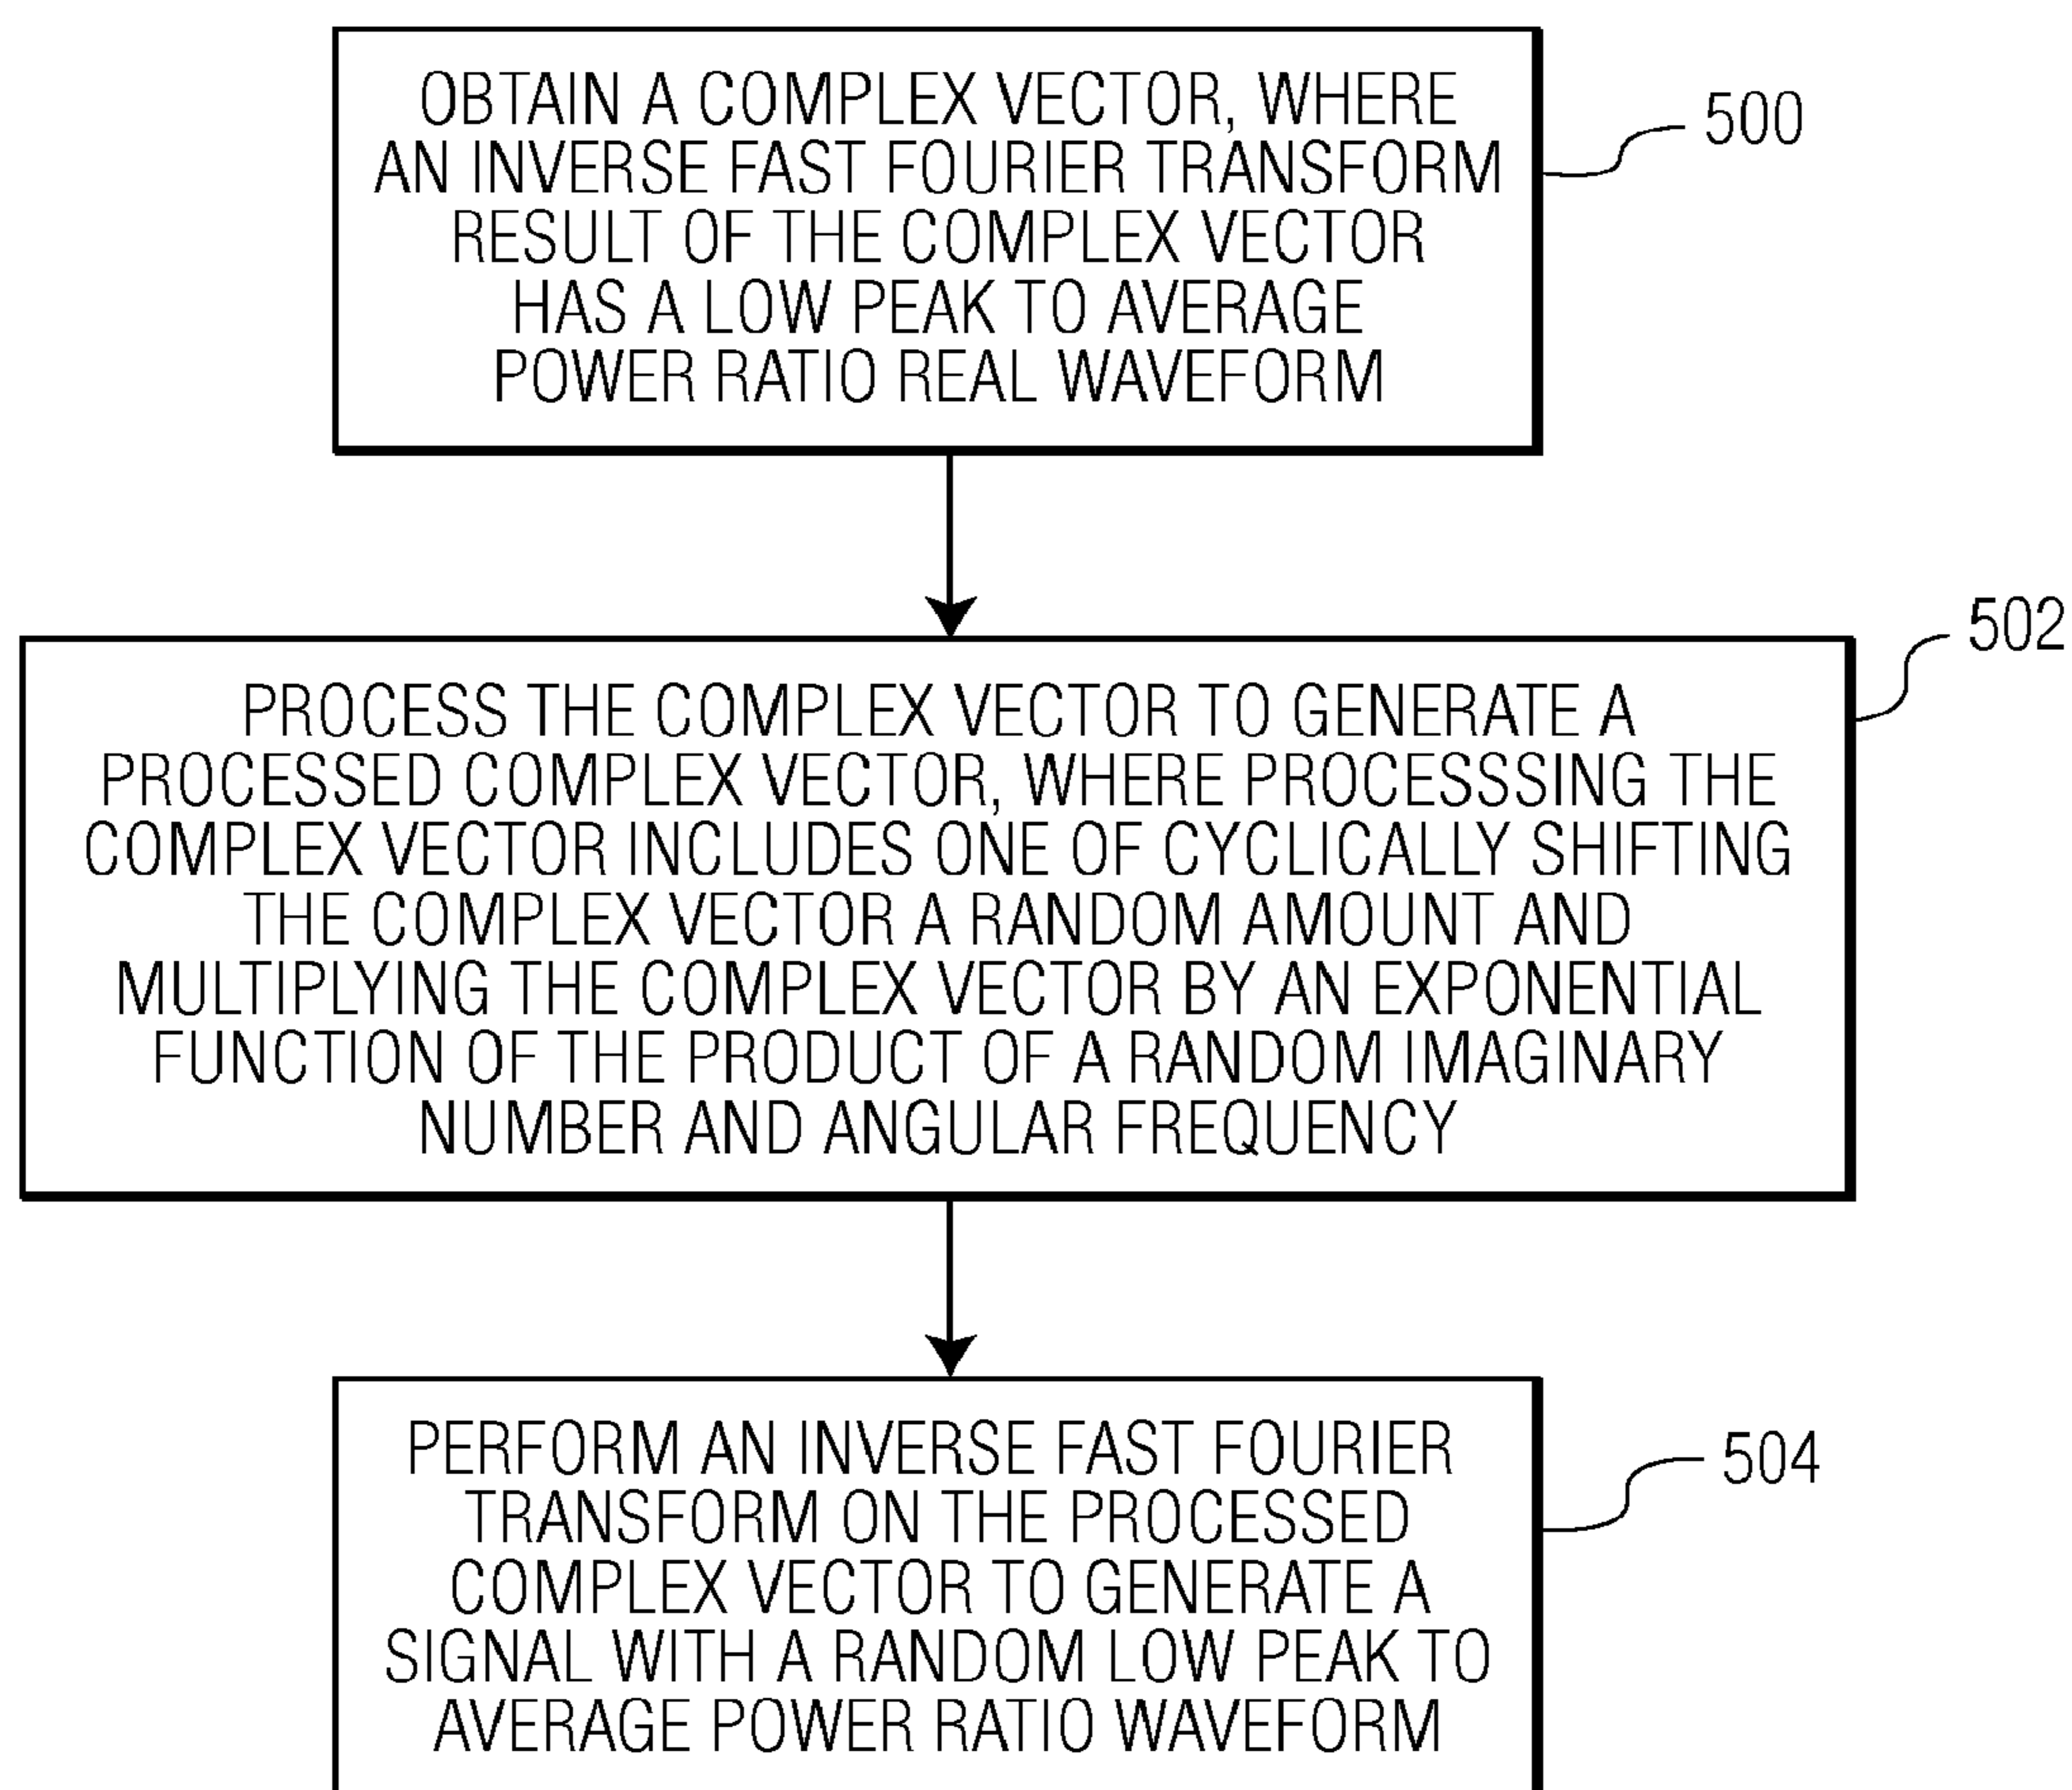 OBTAIN A COMPLEX VECTOR, WHERE
AN INVERSE FAST FOURIER TRANSFORM
RESULT OF THE COMPLEX VECTOR
HAS A LOW PEAK TO AVERAGE
POWER RATIO REAL WAVEFORM
500
PROCESS THE COMPLEX VECTOR TO GENERATE A
PROCESSED COMPLEX VECTOR, WHERE PROCESSSING THE
COMPLEX VECTOR INCLUDES ONE OF CYCLICALLY SHIFTING
THE COMPLEX VECTOR A RANDOM AMOUNT AND
MULTIPLYING THE COMPLEX VECTOR BY AN EXPONENTIAL
FUNCTION OF THE PRODUCT OF A RANDOM IMAGINARY
NUMBER AND ANGULAR FREQUENCY
502
PERFORM AN INVERSE FAST FOURIER
TRANSFORM ON THE PROCESSED
COMPLEX VECTOR TO GENERATE A
SIGNAL WITH A RANDOM LOW PEAK TO
AVERAGE POWER RATIO WAVEFORM
504